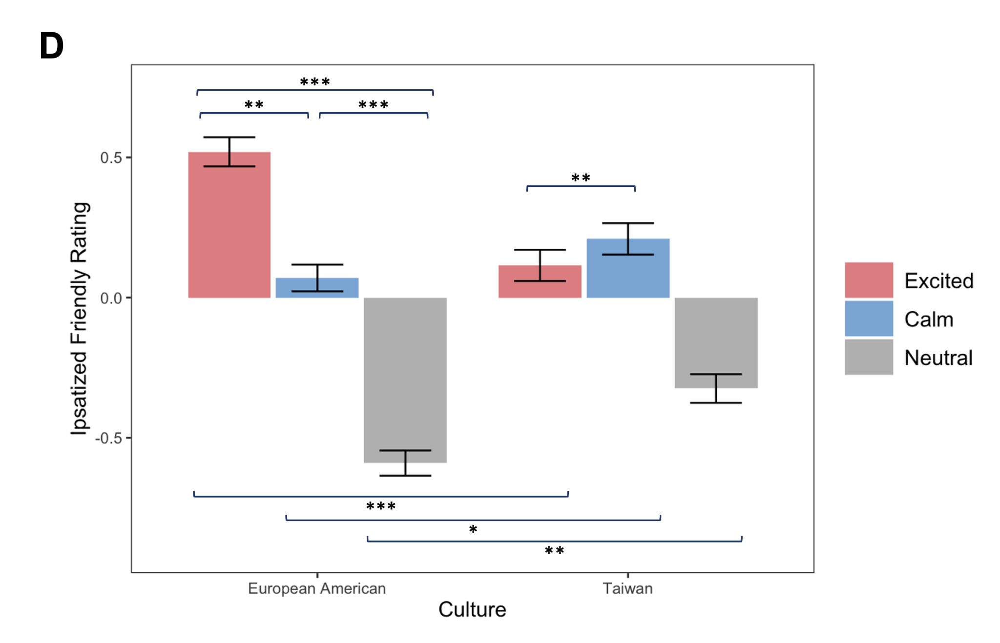 D
***
** ***
0.5
**
0.0
-0.5
Ipsatized Friendly Rating
Excited
Calm
Neutral
***
*
**
European American Taiwan
Culture